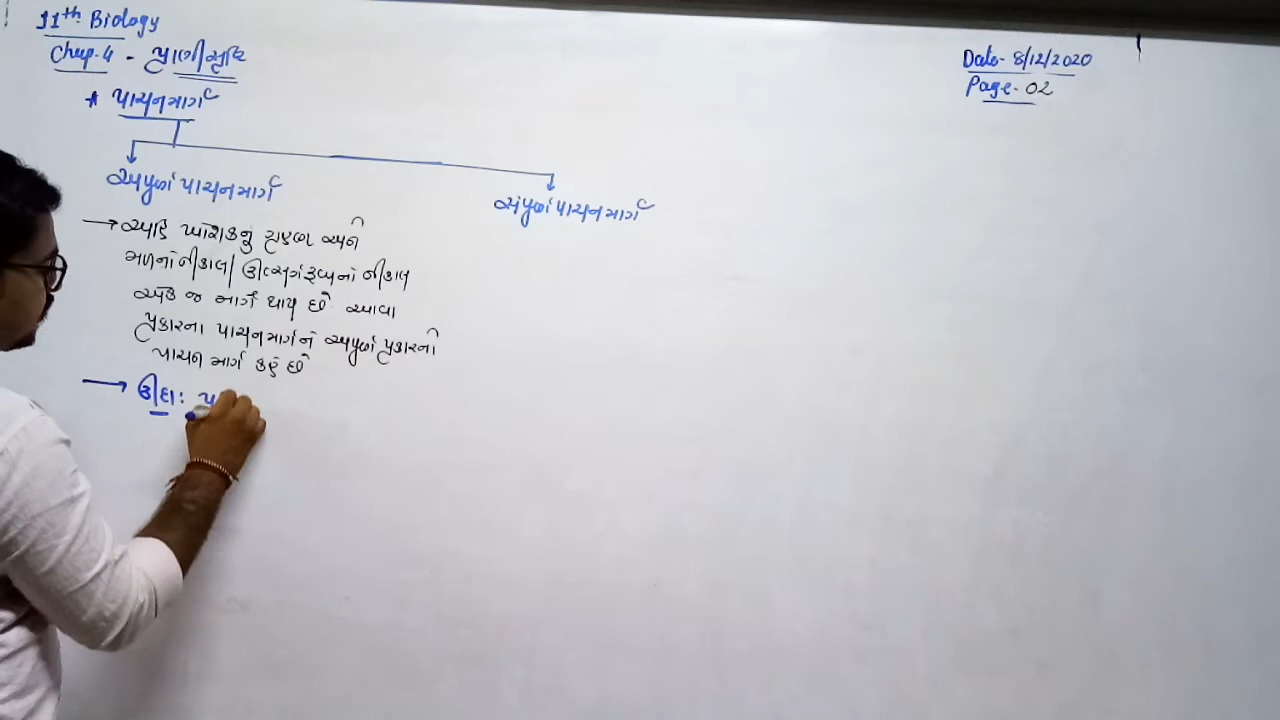 11th Biology
Chap-4 - પ્રાણીસૃષ્ટિ
Date- 8/12/2020
Page- 02
* પાચનમાર્ગ
અપૂર્ણ પાચનમાર્ગ
સંપૂર્ણ પાચનમાર્ગ
→ અહિં ખોરાકનું ગ્રહણ અને
મળનાં નીકાલ/ ઉત્સર્ગદ્રવ્યનાં નીકાલ
એક જ માર્ગે થાય છે. આવા
પ્રકારના પાચનમાર્ગને અપૂર્ણ પ્રકારનો
પાચન માર્ગ કહે છે
→ ઊદા: